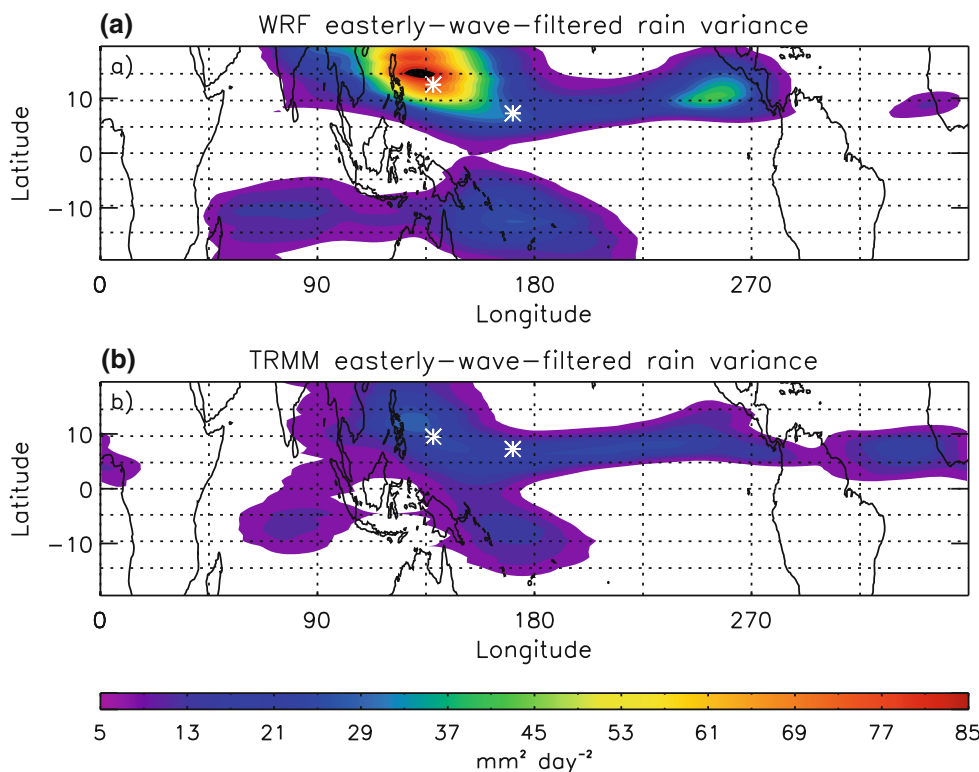 (a) WRF easterly-wave-filtered rain variance
a)
10
0
-10
Latitude
0 90 180 270
Longitude
(b) TRMM easterly-wave-filtered rain variance
b)
10
0
-10
Latitude
0 90 180 270
Longitude
5 13 21 29 37 45 53 61 69 77 85
mm² day⁻²